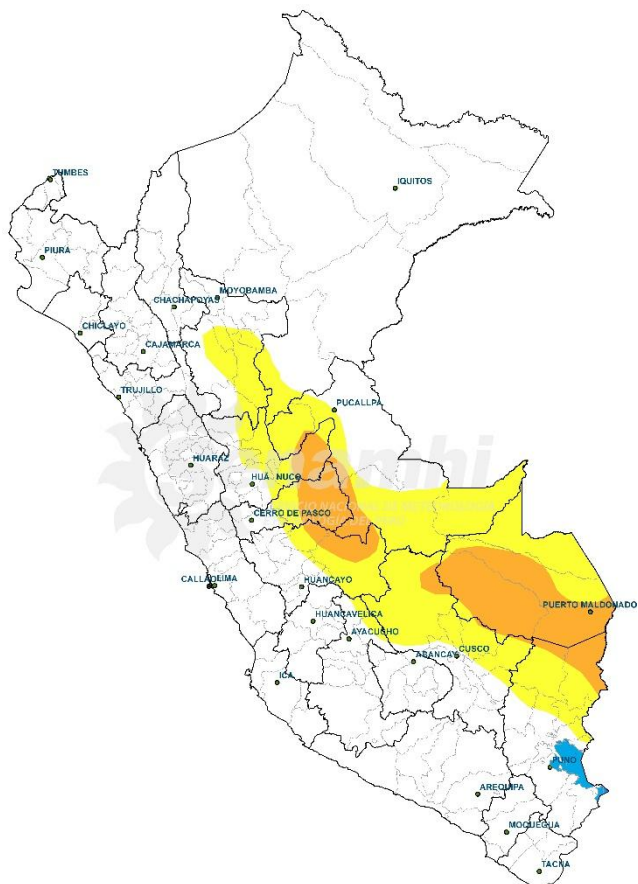 TUMBES
IQUITOS
PIURA
MOYOBAMBA
CHACHAPOYAS
CHICLAYO
CAJAMARCA
TRUJILLO
PUCALLPA
HUARAZ
HUÁNUCO
CERRO DE PASCO
CALLAO
LIMA
HUANCAYO
PUERTO MALDONADO
HUANCAVELICA
AYACUCHO
ABANCAY
CUSCO
ICA
PUNO
AREQUIPA
MOQUEGUA
TACNA